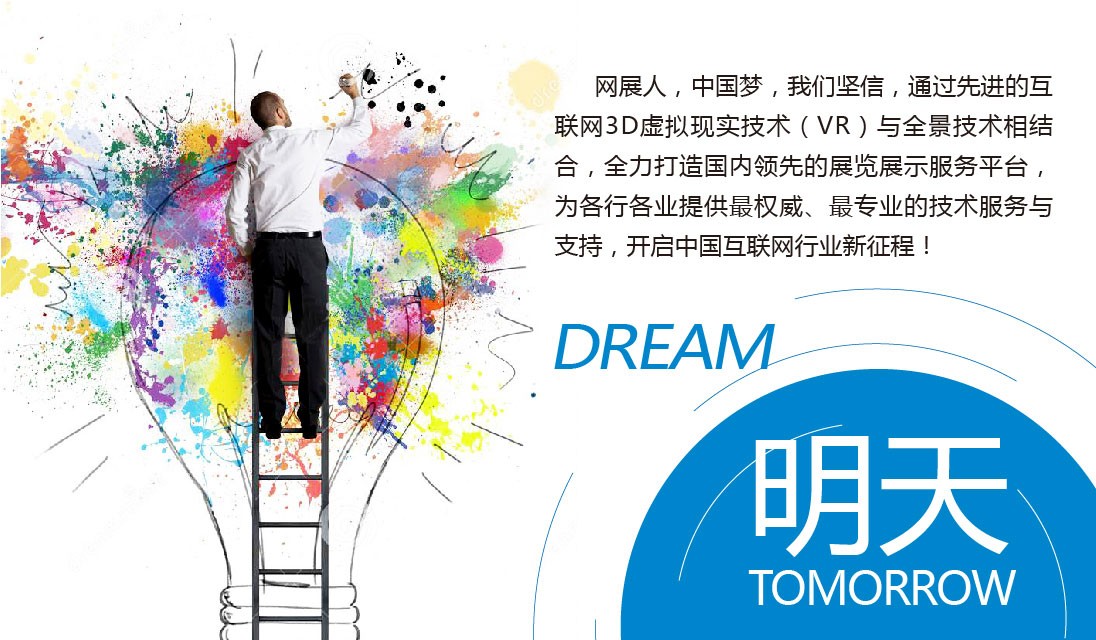 网展人，中国梦，我们坚信，通过先进的互
联网3D虚拟现实技术（VR）与全景技术相结
合，全力打造国内领先的展览展示服务平台，
为各行各业提供最权威、最专业的技术服务与
支持，开启中国互联网行业新征程！
DREAM
明天
TOMORROW